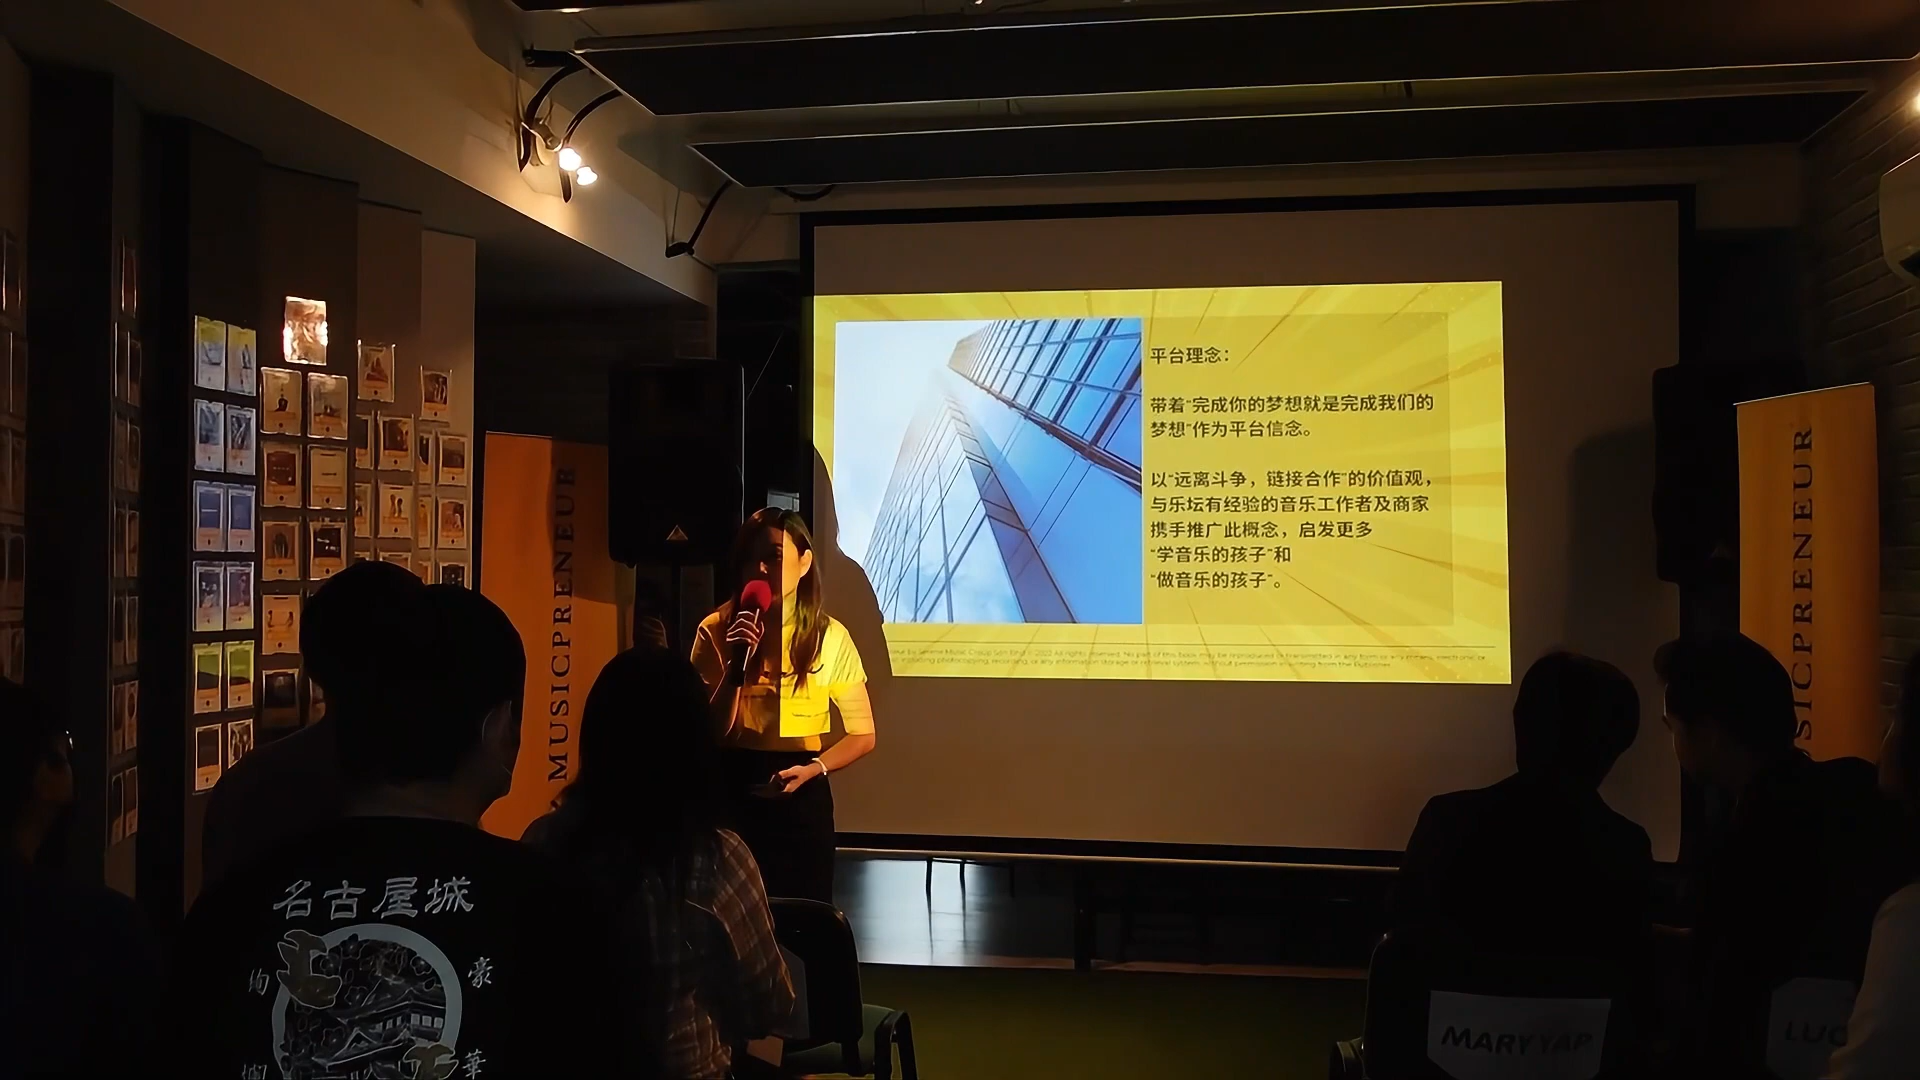 平台理念：
带着“完成你的梦想就是完成我们的
梦想”作为平台信念。
以“远离斗争，链接合作”的价值观，
与乐坛有经验的音乐工作者及商家
携手推广此概念，启发更多
“学音乐的孩子”和
“做音乐的孩子”。
MUSICPRENEUR
SICPRENEUR
名古屋城
豪
華
MARY YAP